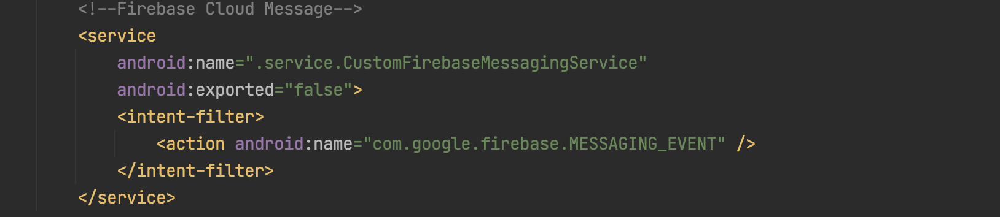 <!--Firebase Cloud Message-->
<service
android:name=".service.CustomFirebaseMessagingService"
android:exported="false">
<intent-filter>
<action android:name="com.google.firebase.MESSAGING_EVENT" />
</intent-filter>
</service>